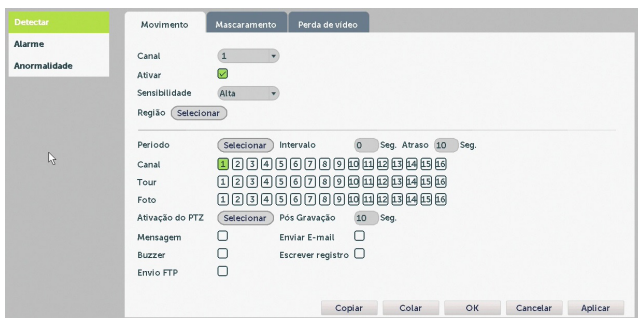 Detectar
Alarme
Anormalidade
Movimento Mascaramento Perda de vídeo
Canal 1
Ativar
Sensibilidade Alta
Região Selecionar
Periodo Selecionar Intervalo 0 Seg. Atraso 10 Seg.
Canal 1 2 3 4 5 6 7 8 9 10 11 12 13 14 15 16
Tour 1 2 3 4 5 6 7 8 9 10 11 12 13 14 15 16
Foto 1 2 3 4 5 6 7 8 9 10 11 12 13 14 15 16
Ativação do PTZ Selecionar Pós Gravação 10 Seg.
Mensagem Enviar E-mail
Buzzer Escrever registro
Envio FTP
Copiar Colar OK Cancelar Aplicar